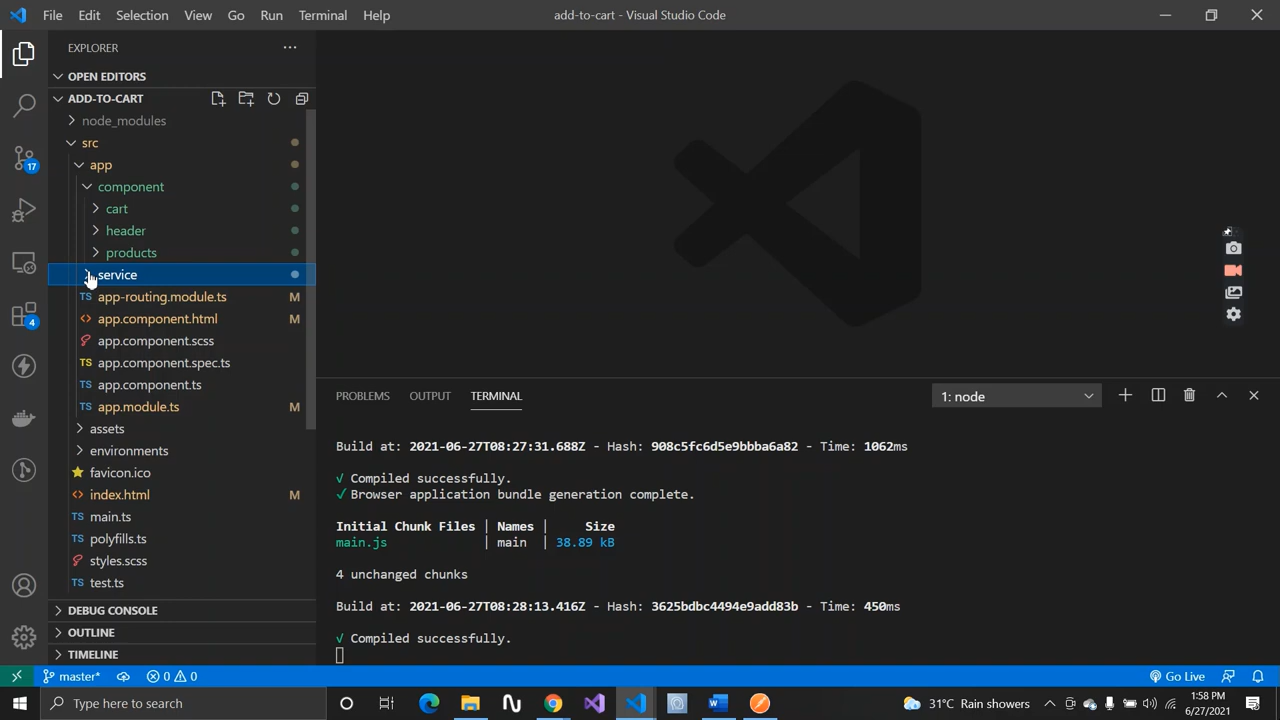 File Edit Selection View Go Run Terminal Help
add-to-cart - Visual Studio Code
EXPLORER
OPEN EDITORS
ADD-TO-CART
node_modules
src
app
component
cart
header
products
service
app-routing.module.ts M
app.component.html M
app.component.scss
app.component.spec.ts
app.component.ts
app.module.ts M
assets
environments
favicon.ico
index.html M
main.ts
polyfills.ts
styles.scss
test.ts
DEBUG CONSOLE
OUTLINE
TIMELINE
17
4
PROBLEMS OUTPUT TERMINAL
1: node
Build at: 2021-06-27T08:27:31.688Z - Hash: 908c5fc6d5e9bbba6a82 - Time: 1062ms
√ Compiled successfully.
√ Browser application bundle generation complete.
Initial Chunk Files | Names | Size
main.js | main | 38.89 kB
4 unchanged chunks
Build at: 2021-06-27T08:28:13.416Z - Hash: 3625bdbc4494e9add83b - Time: 450ms
√ Compiled successfully.
master* 0 0 Go Live
Type here to search
31°C Rain showers
1:58 PM
6/27/2021